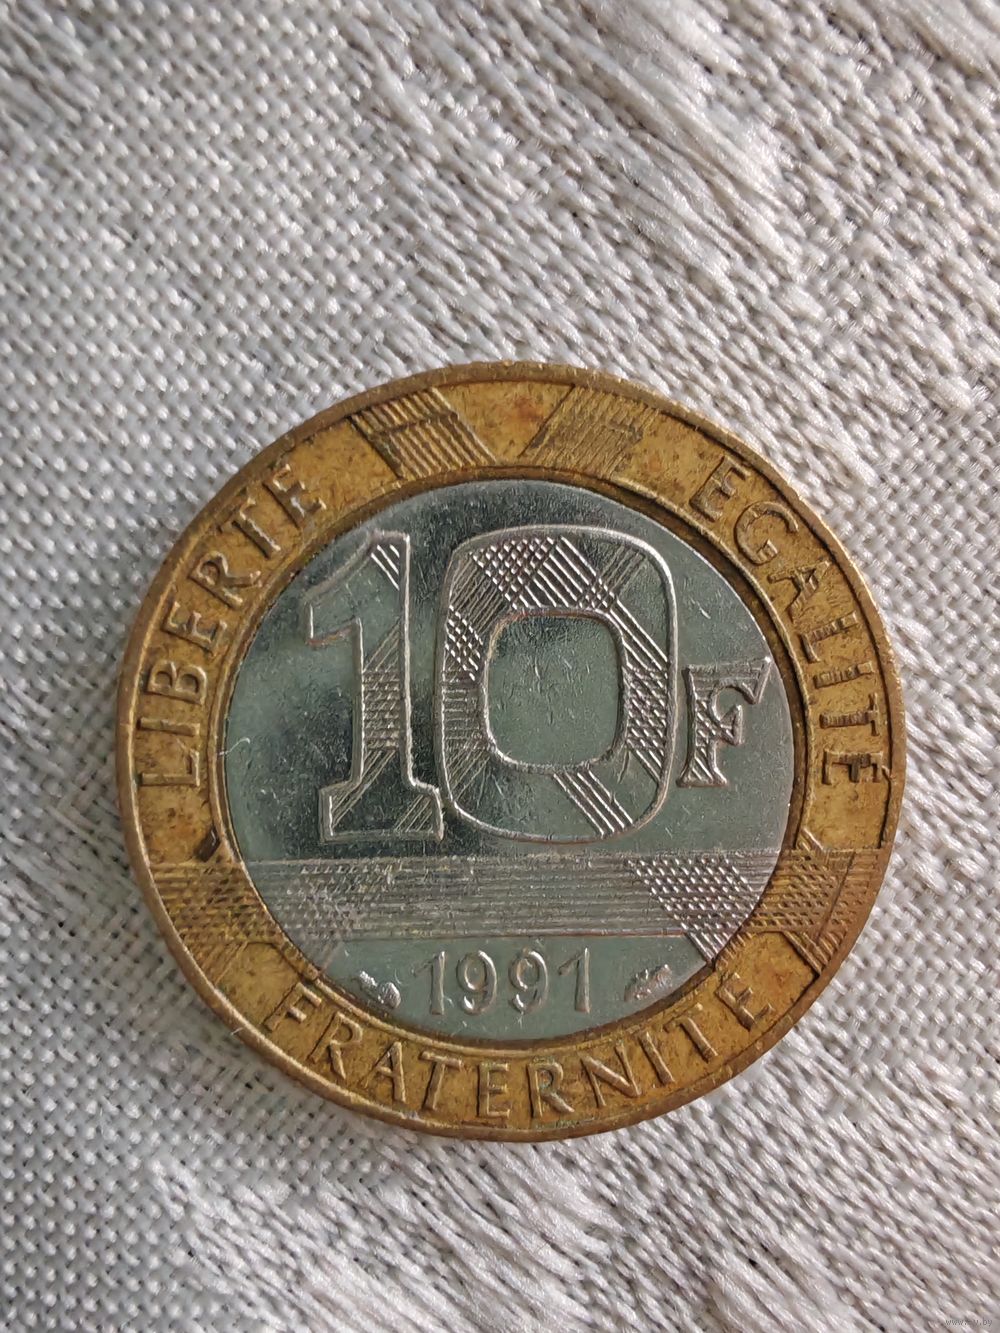 LIBERTE
EGALITE
10F
1991
FRATERNITE